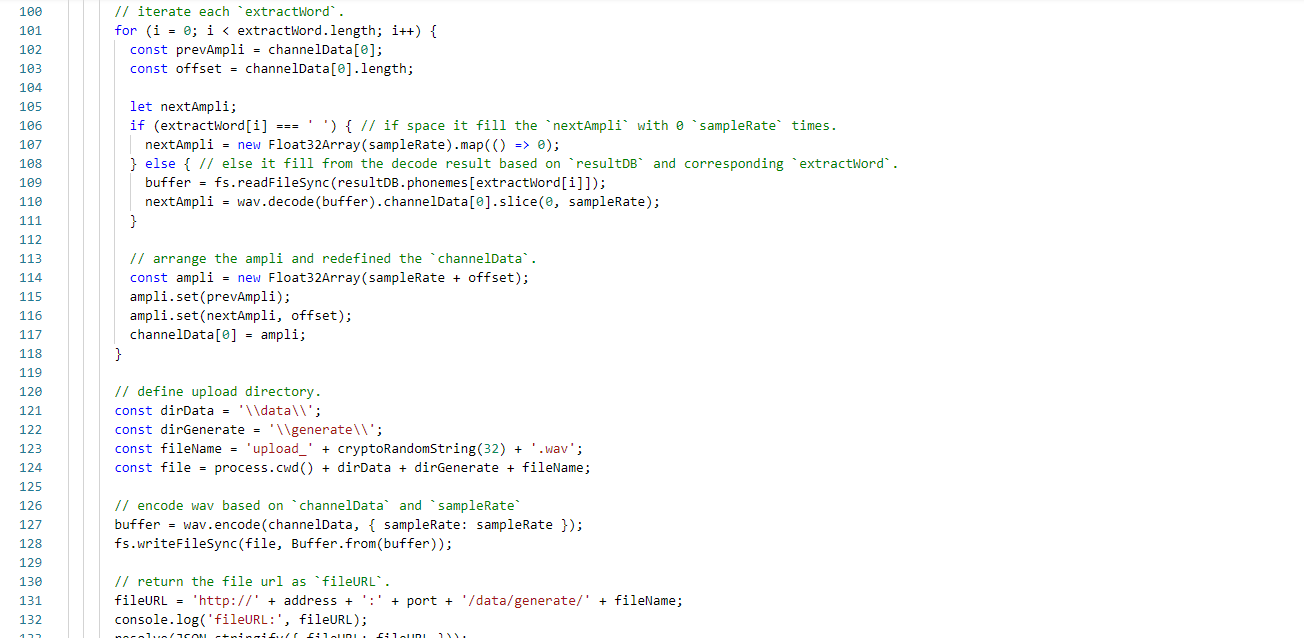 100 // iterate each `extractWord`.
101 for (i = 0; i < extractWord.length; i++) {
102 const prevAmpli = channelData[0];
103 const offset = channelData[0].length;
104
105 let nextAmpli;
106 if (extractWord[i] === ' ') { // if space it fill the `nextAmpli` with 0 `sampleRate` times.
107 nextAmpli = new Float32Array(sampleRate).map(() => 0);
108 } else { // else it fill from the decode result based on `resultDB` and corresponding `extractWord`.
109 buffer = fs.readFileSync(resultDB.phonemes[extractWord[i]]);
110 nextAmpli = wav.decode(buffer).channelData[0].slice(0, sampleRate);
111 }
112
113 // arrange the ampli and redefined the `channelData`.
114 const ampli = new Float32Array(sampleRate + offset);
115 ampli.set(prevAmpli);
116 ampli.set(nextAmpli, offset);
117 channelData[0] = ampli;
118 }
119
120 // define upload directory.
121 const dirData = '\\data\\';
122 const dirGenerate = '\\generate\\';
123 const fileName = 'upload_' + cryptoRandomString(32) + '.wav';
124 const file = process.cwd() + dirData + dirGenerate + fileName;
125
126 // encode wav based on `channelData` and `sampleRate`
127 buffer = wav.encode(channelData, { sampleRate: sampleRate });
128 fs.writeFileSync(file, Buffer.from(buffer));
129
130 // return the file url as `fileURL`.
131 fileURL = 'http://' + address + ':' + port + '/data/generate/' + fileName;
132 console.log('fileURL:', fileURL);
133 resolve(JSON.stringify({ fileURL: fileURL }));